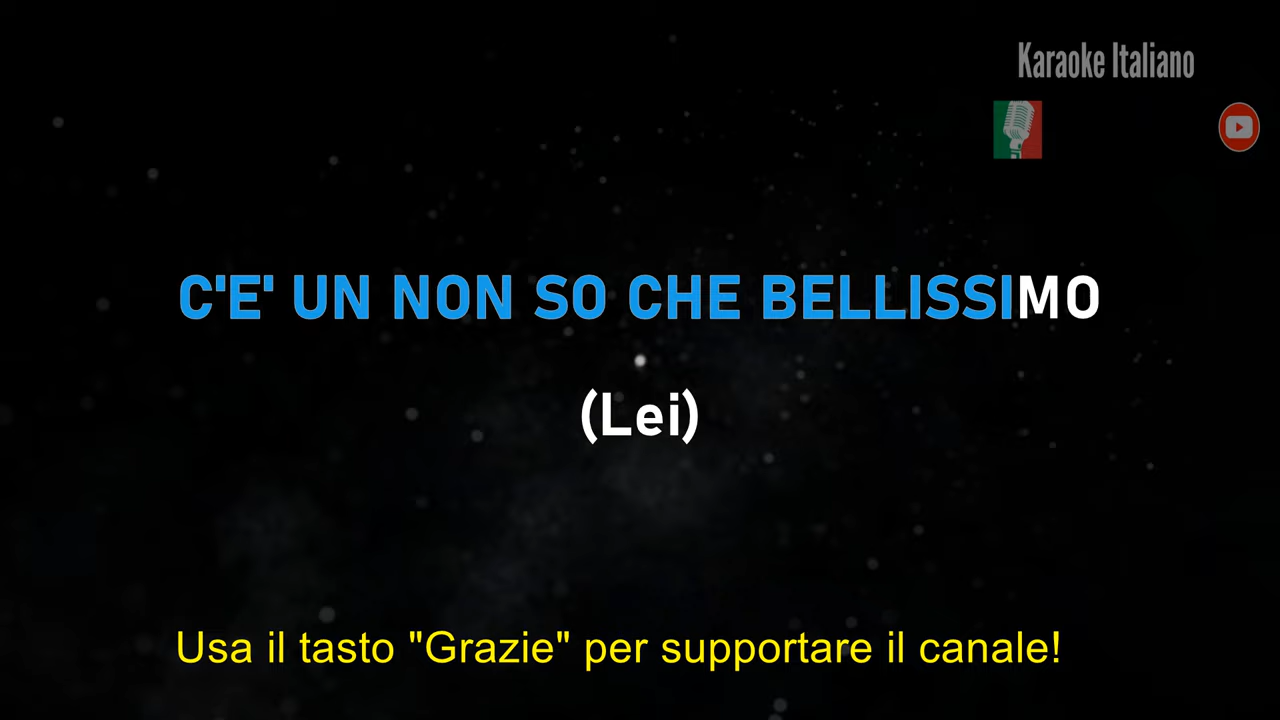 Karaoke Italiano
C'E' UN NON SO CHE BELLISSIMO
(Lei)
Usa il tasto "Grazie" per supportare il canale!